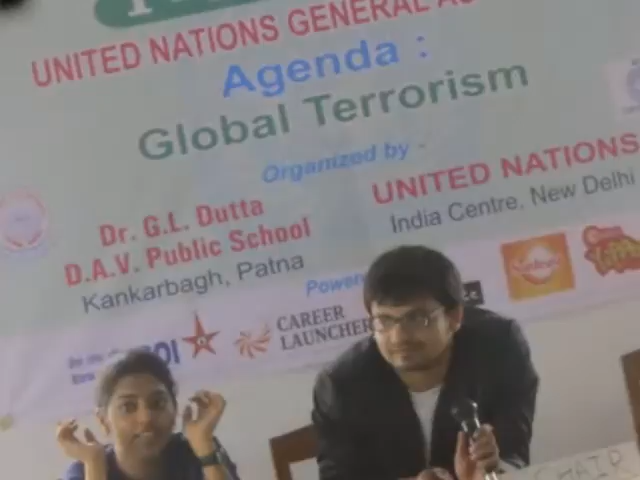 UNITED NATIONS GENERAL
Agenda :
Global Terrorism
Organized by -
Dr. G.L. Dutta
D.A.V. Public School
Kankarbagh, Patna
UNITED NATIONS
India Centre, New Delhi
CAREER
LAUNCHER
CHAIR